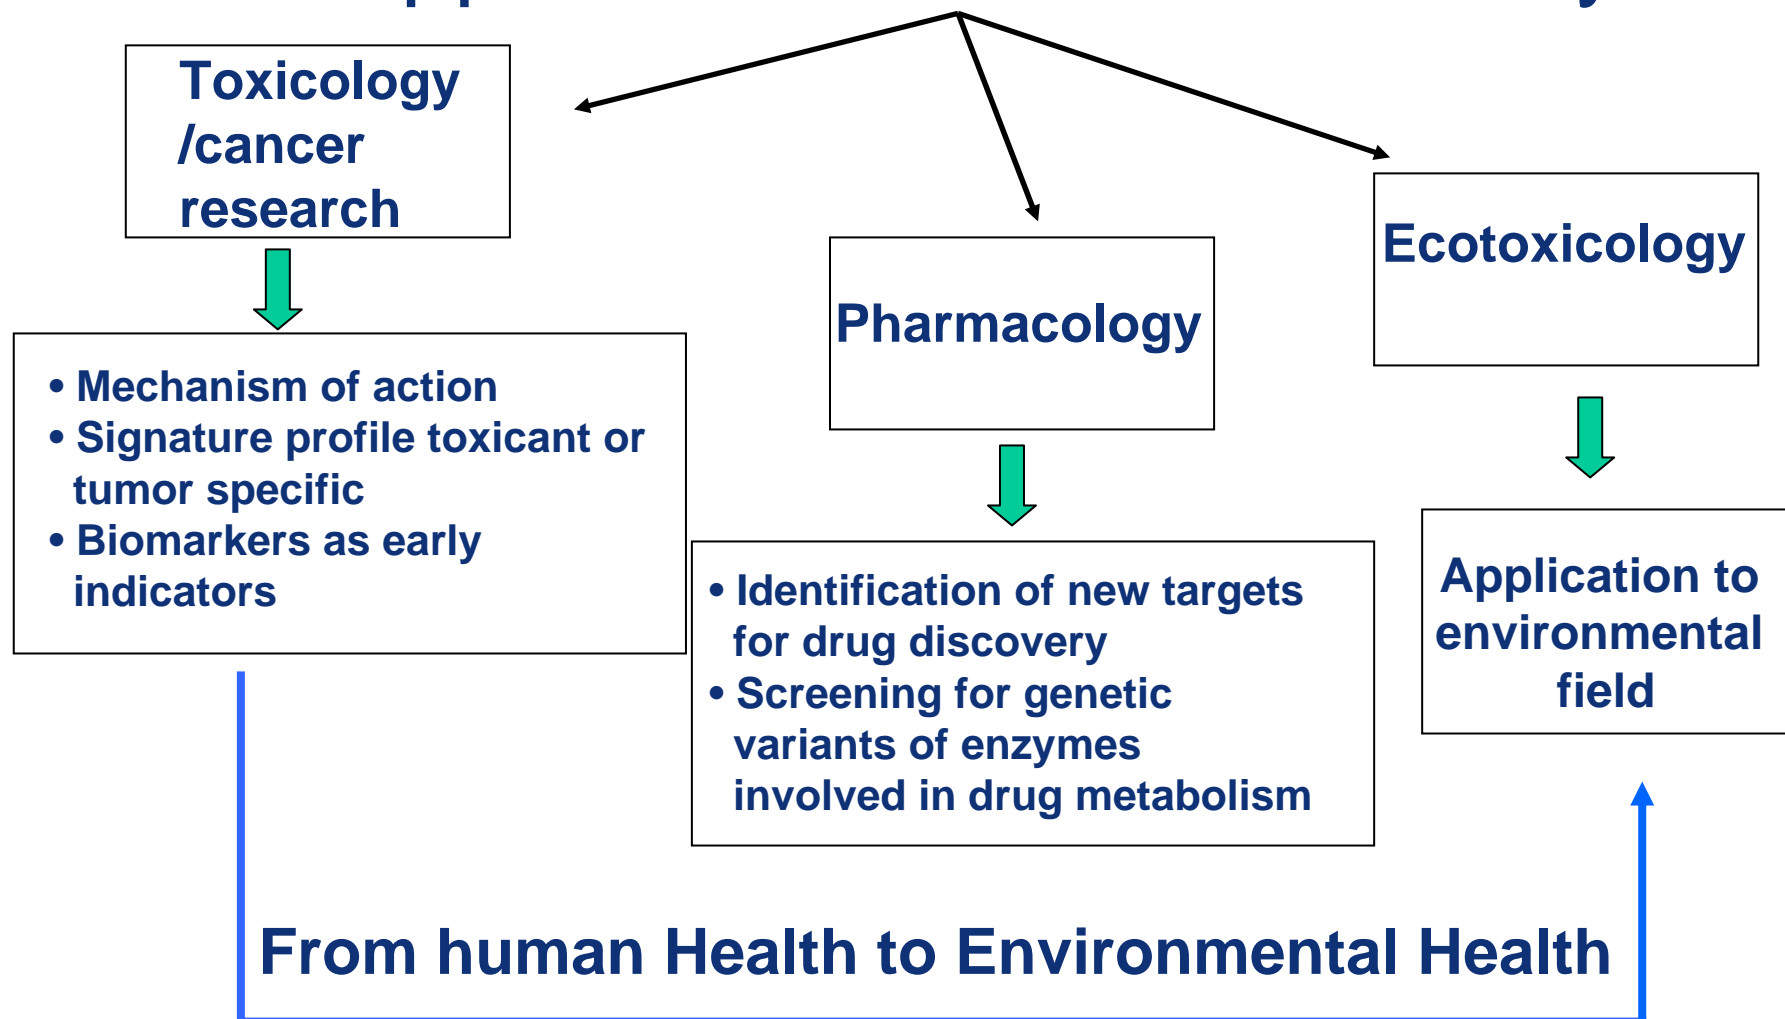 Toxicology
/cancer
research
Ecotoxicology
Pharmacology
• Mechanism of action
• Signature profile toxicant or
tumor specific
• Biomarkers as early
indicators
• Identification of new targets
for drug discovery
• Screening for genetic
variants of enzymes
involved in drug metabolism
Application to
environmental
field
From human Health to Environmental Health